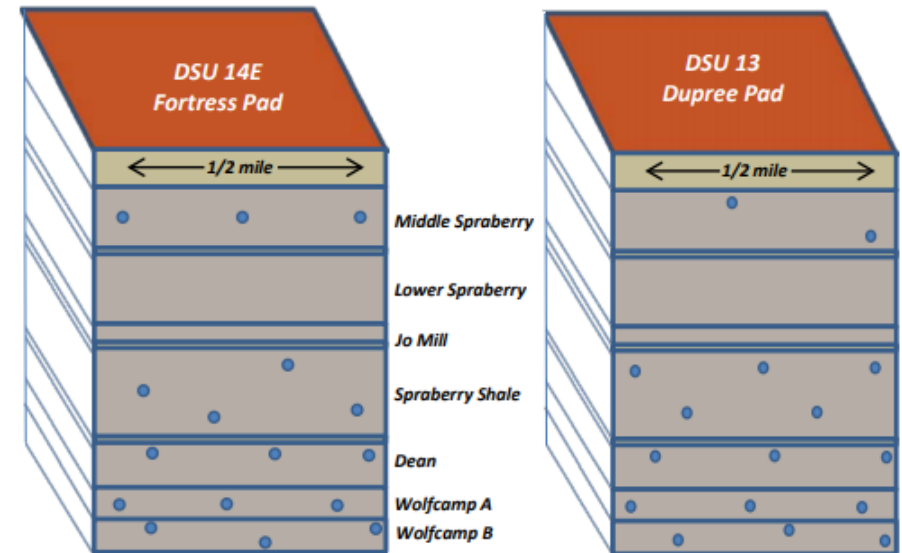 DSU 14E
Fortress Pad
DSU 13
Dupree Pad
1/2 mile
1/2 mile
Middle Spraberry
Lower Spraberry
Jo Mill
Spraberry Shale
Dean
Wolfcamp A
Wolfcamp B